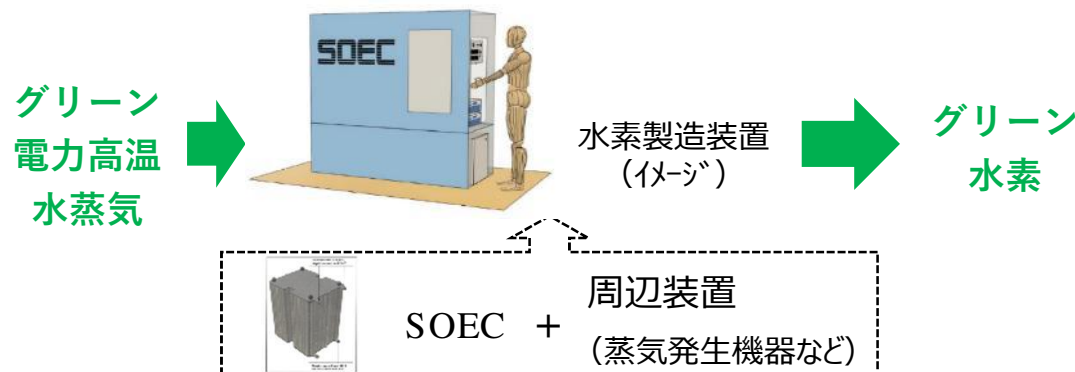 グリーン
電力高温
水蒸気
SOEC
水素製造装置
（ｲﾒｰｼﾞ）
グリーン
水素
SOEC +
周辺装置
（蒸気発生機器など）